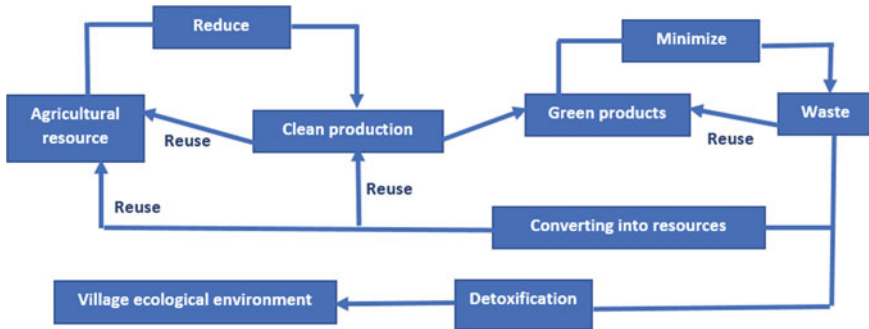 Reduce
Minimize
Agricultural
resource
Clean production
Green products
Waste
Reuse
Reuse
Reuse
Reuse
Converting into resources
Village ecological environment
Detoxification